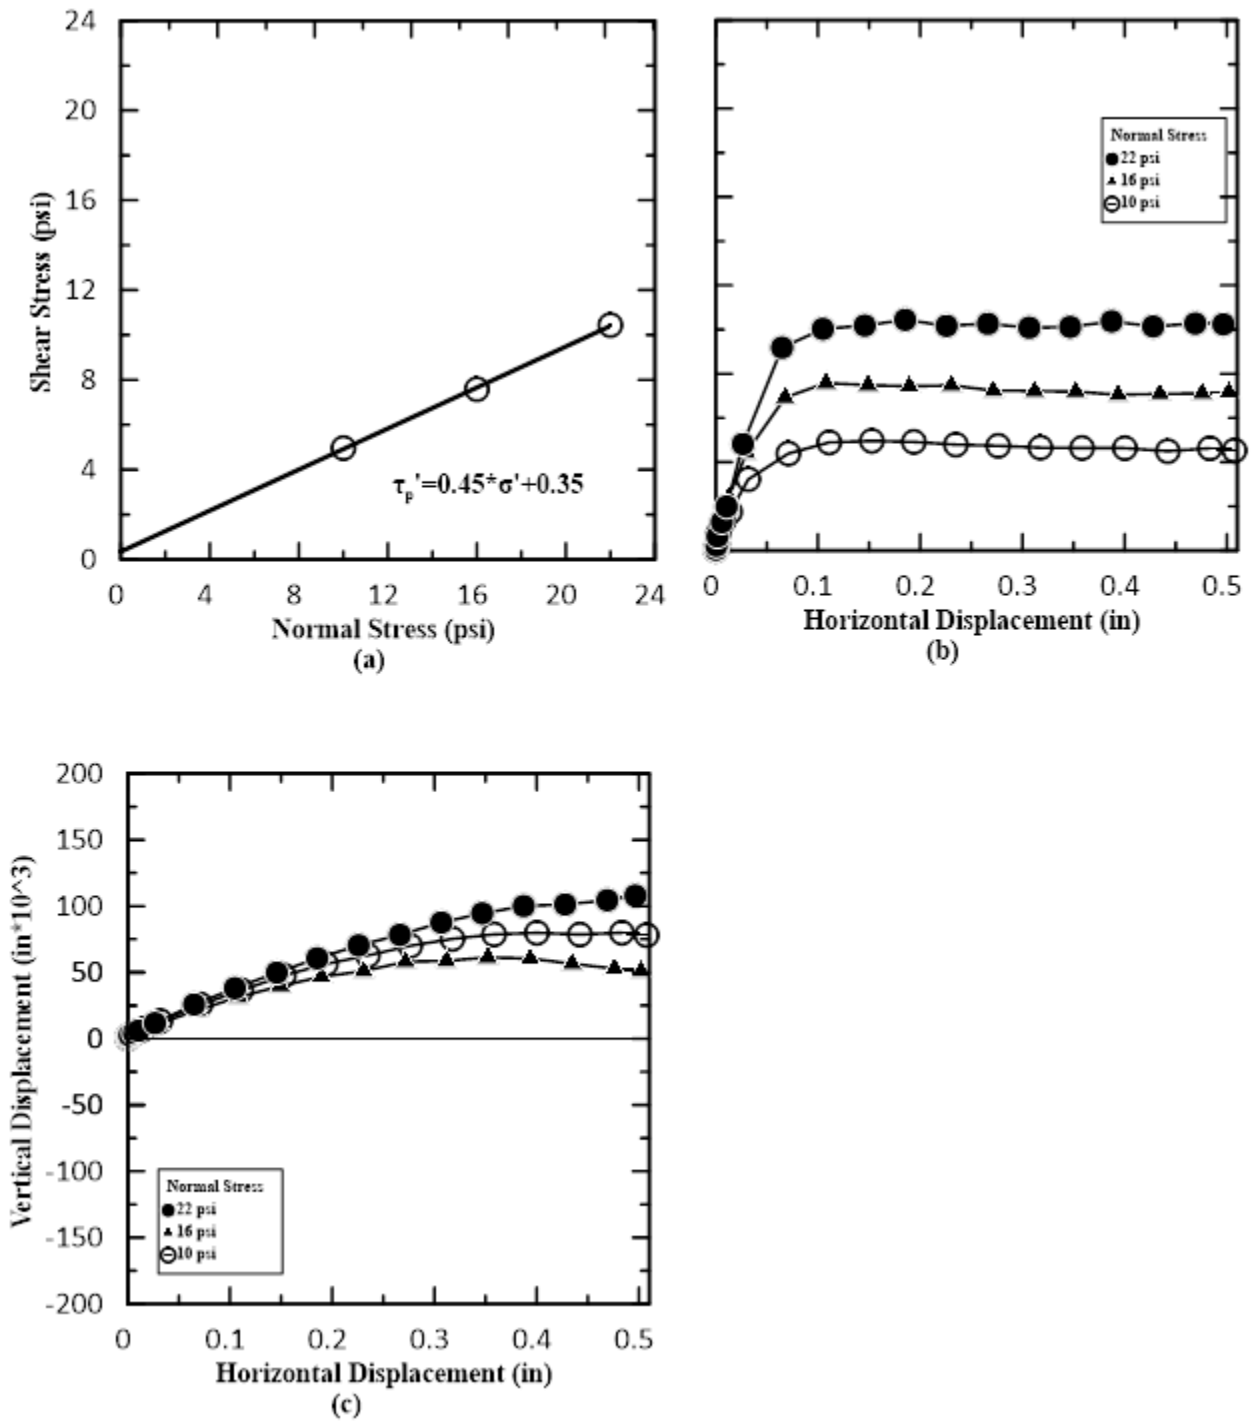 24
20
16
12
8
4
0
Shear Stress (psi)
τp'=0.45*σ'+0.35
0 4 8 12 16 20 24
Normal Stress (psi)
(a)
Normal Stress
22 psi
16 psi
10 psi
0 0.1 0.2 0.3 0.4 0.5
Horizontal Displacement (in)
(b)
200
150
100
50
0
-50
-100
-150
-200
Vertical Displacement (in*10^3)
Normal Stress
22 psi
16 psi
10 psi
0 0.1 0.2 0.3 0.4 0.5
Horizontal Displacement (in)
(c)